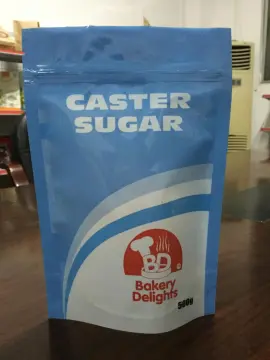 CASTER
SUGAR
BD
Bakery
Delights
500g